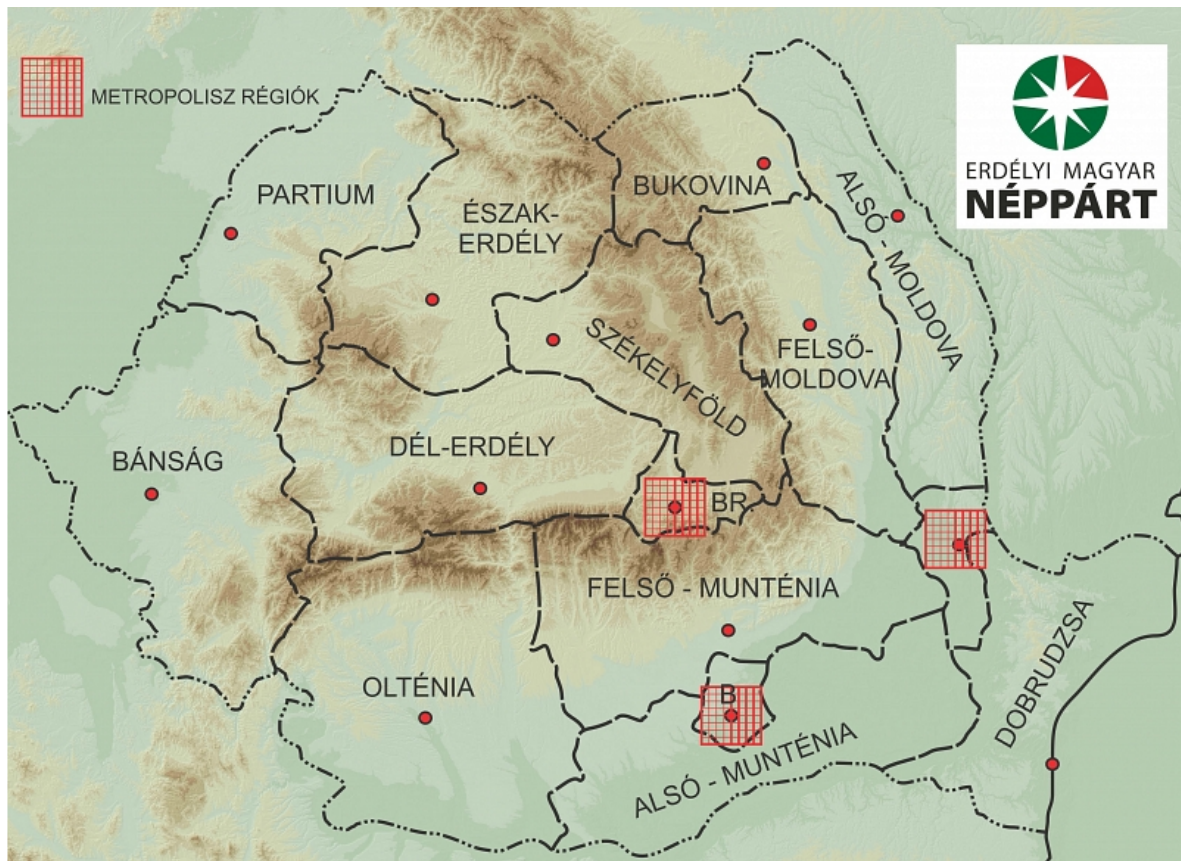 METROPOLISZ RÉGIÓK
ERDÉLYI MAGYAR
NÉPPÁRT
PARTIUM
ÉSZAK-
ERDÉLY
BUKOVINA
ALSÓ - MOLDOVA
SZÉKELYFÖLD
FELSŐ-
MOLDOVA
BÁNSÁG
DÉL-ERDÉLY
BR
FELSŐ - MUNTÉNIA
OLTÉNIA
B
ALSÓ - MUNTÉNIA
DOBRUDZSA